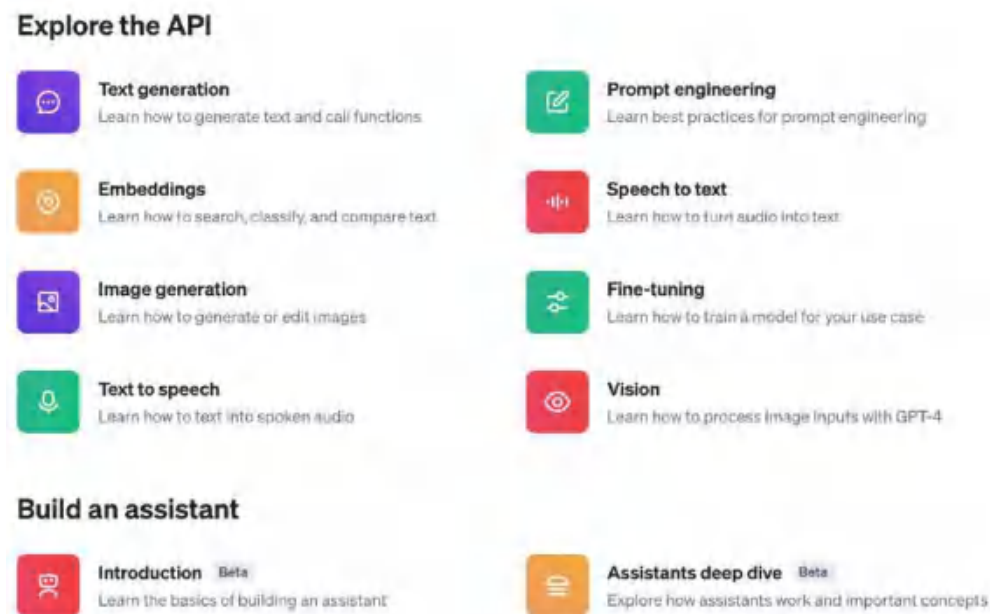 Explore the API
Text generation
Learn how to generate text and call functions
Prompt engineering
Learn best practices for prompt engineering
Embeddings
Learn how to search, classify, and compare text
Speech to text
Learn how to turn audio into text
Image generation
Learn how to generate or edit images
Fine-tuning
Learn how to train a model for your use case
Text to speech
Learn how to text into spoken audio
Vision
Learn how to process image inputs with GPT-4
Build an assistant
Introduction Beta
Learn the basics of building an assistant
Assistants deep dive Beta
Explore how assistants work and important concepts